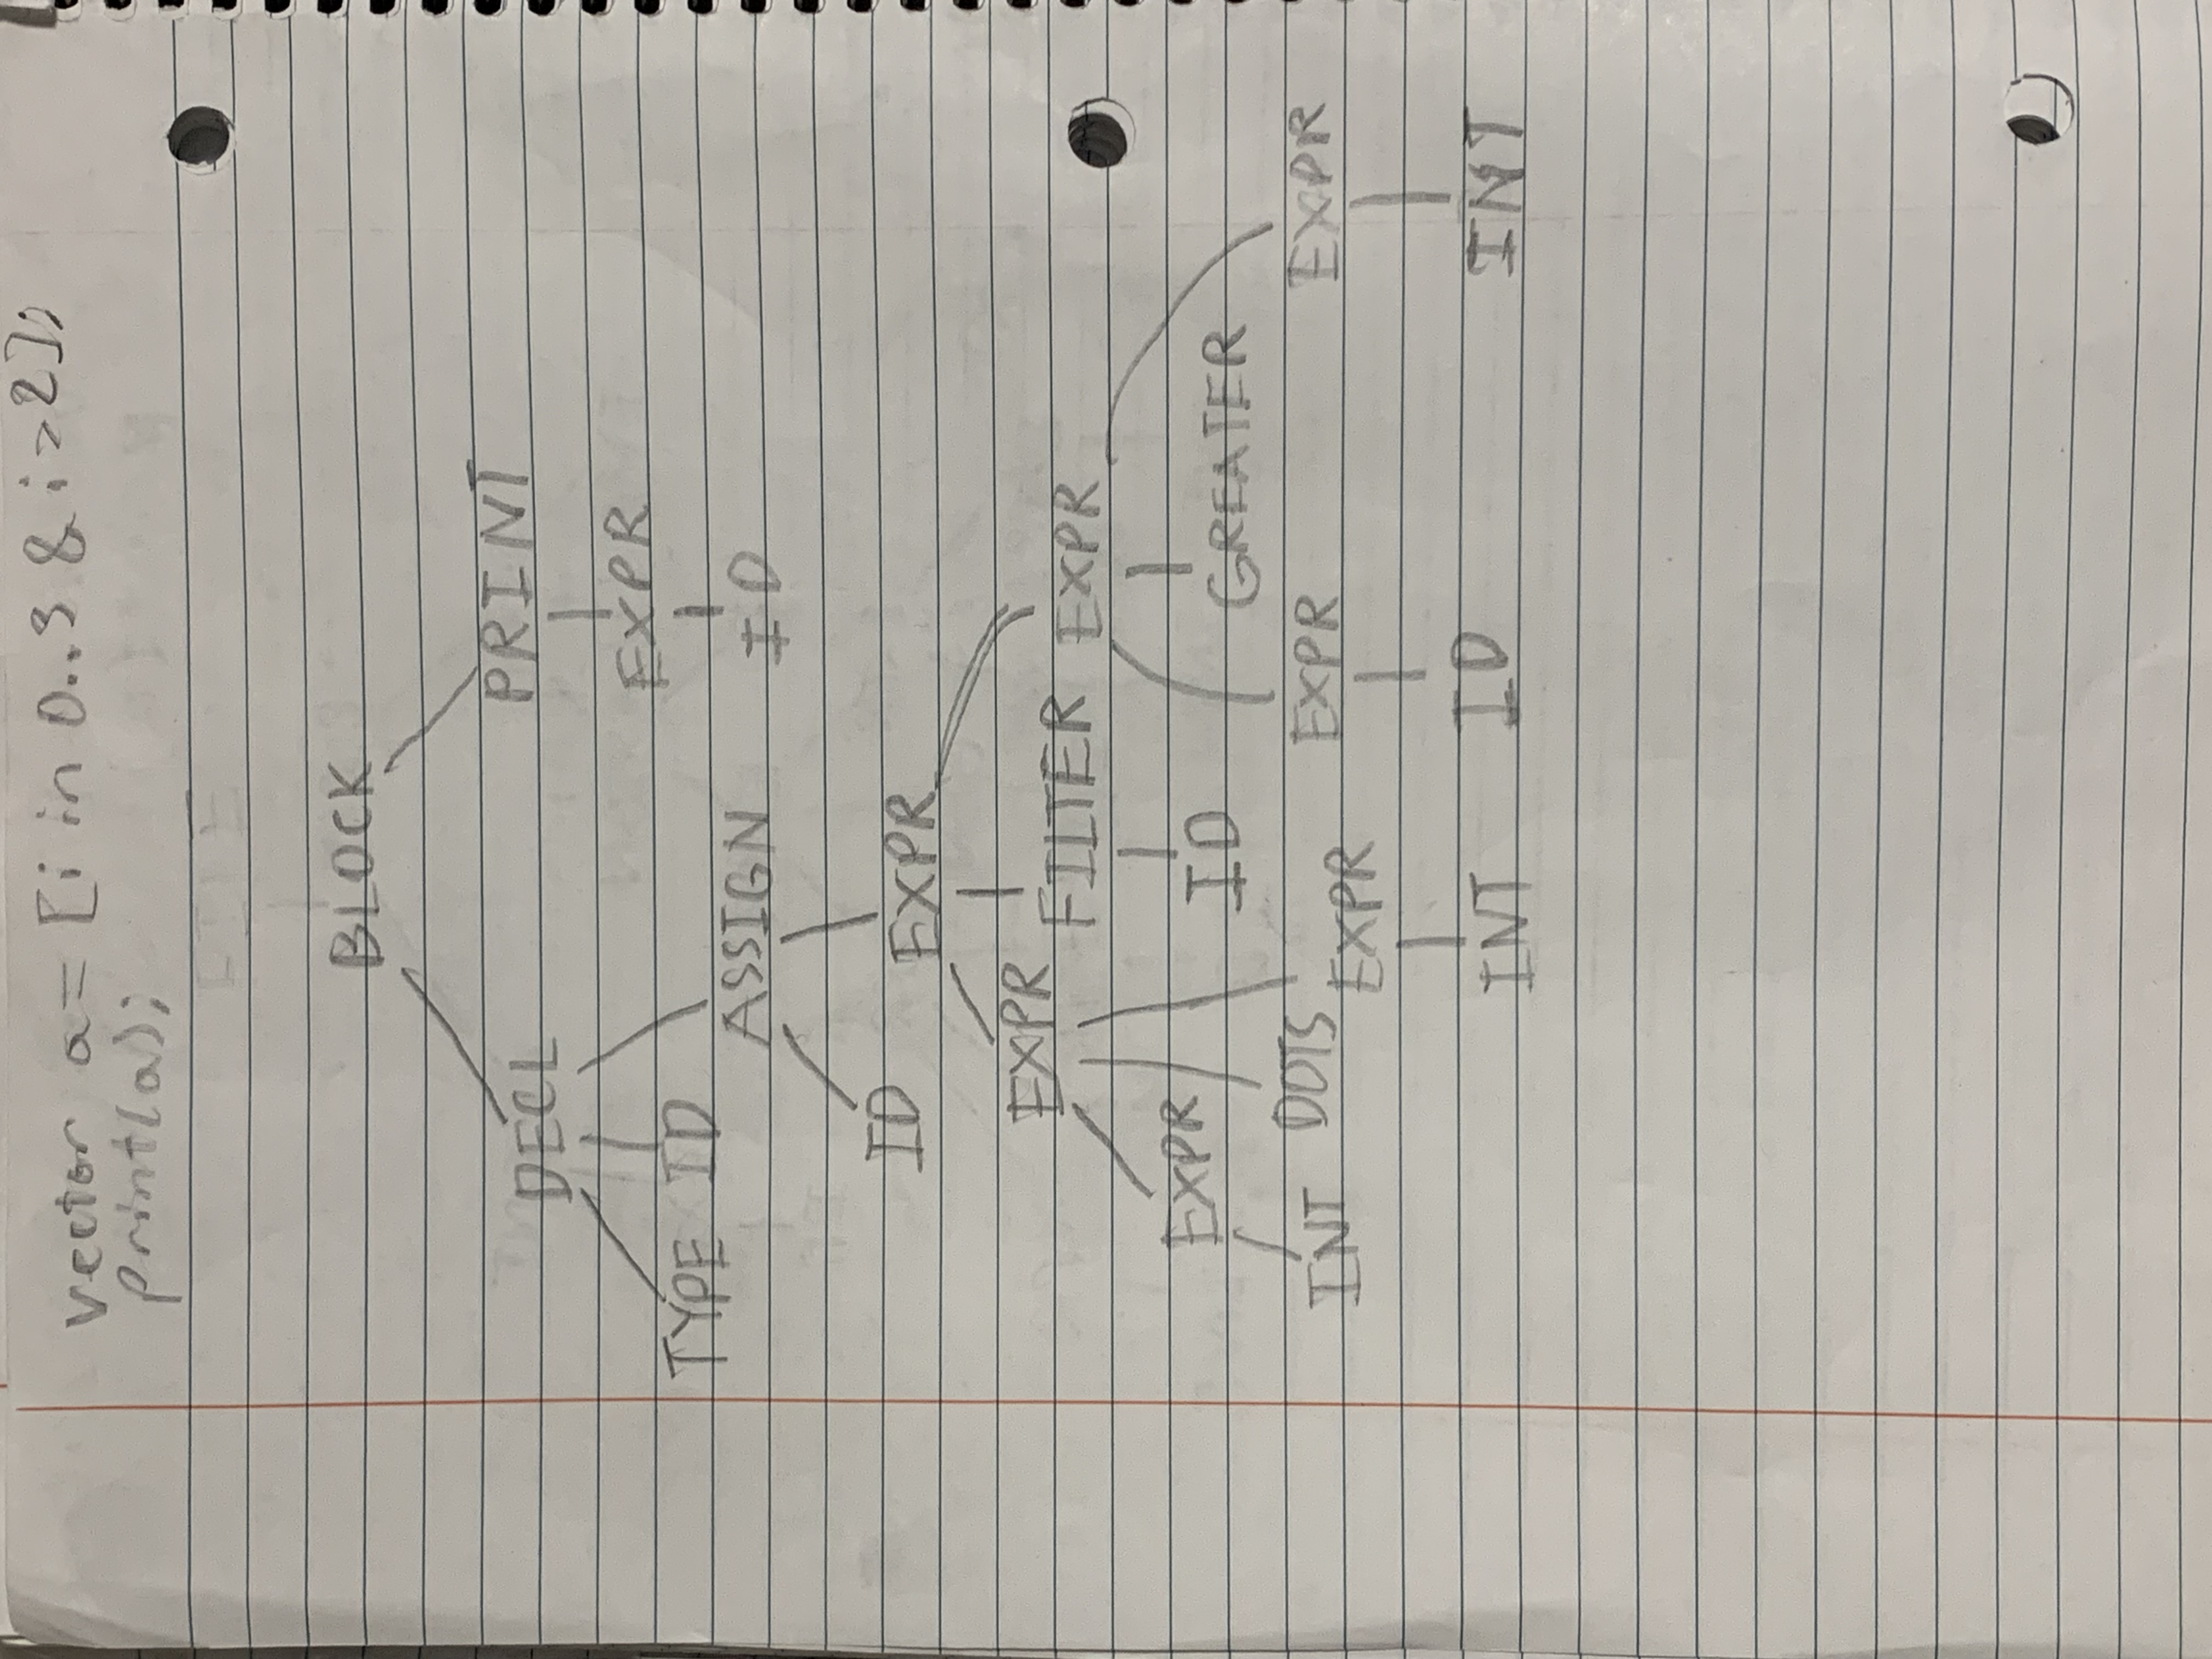 vector a = [i in 0..3 & i>2];
print(a);
BLOCK
DECL PRINT
EXPR
TYPE ID
ASSIGN ID
ID EXPR
EXPR FILTER EXPR
EXPR ID GREATER
INT DOTS EXPR EXPR EXPR
INT ID INT